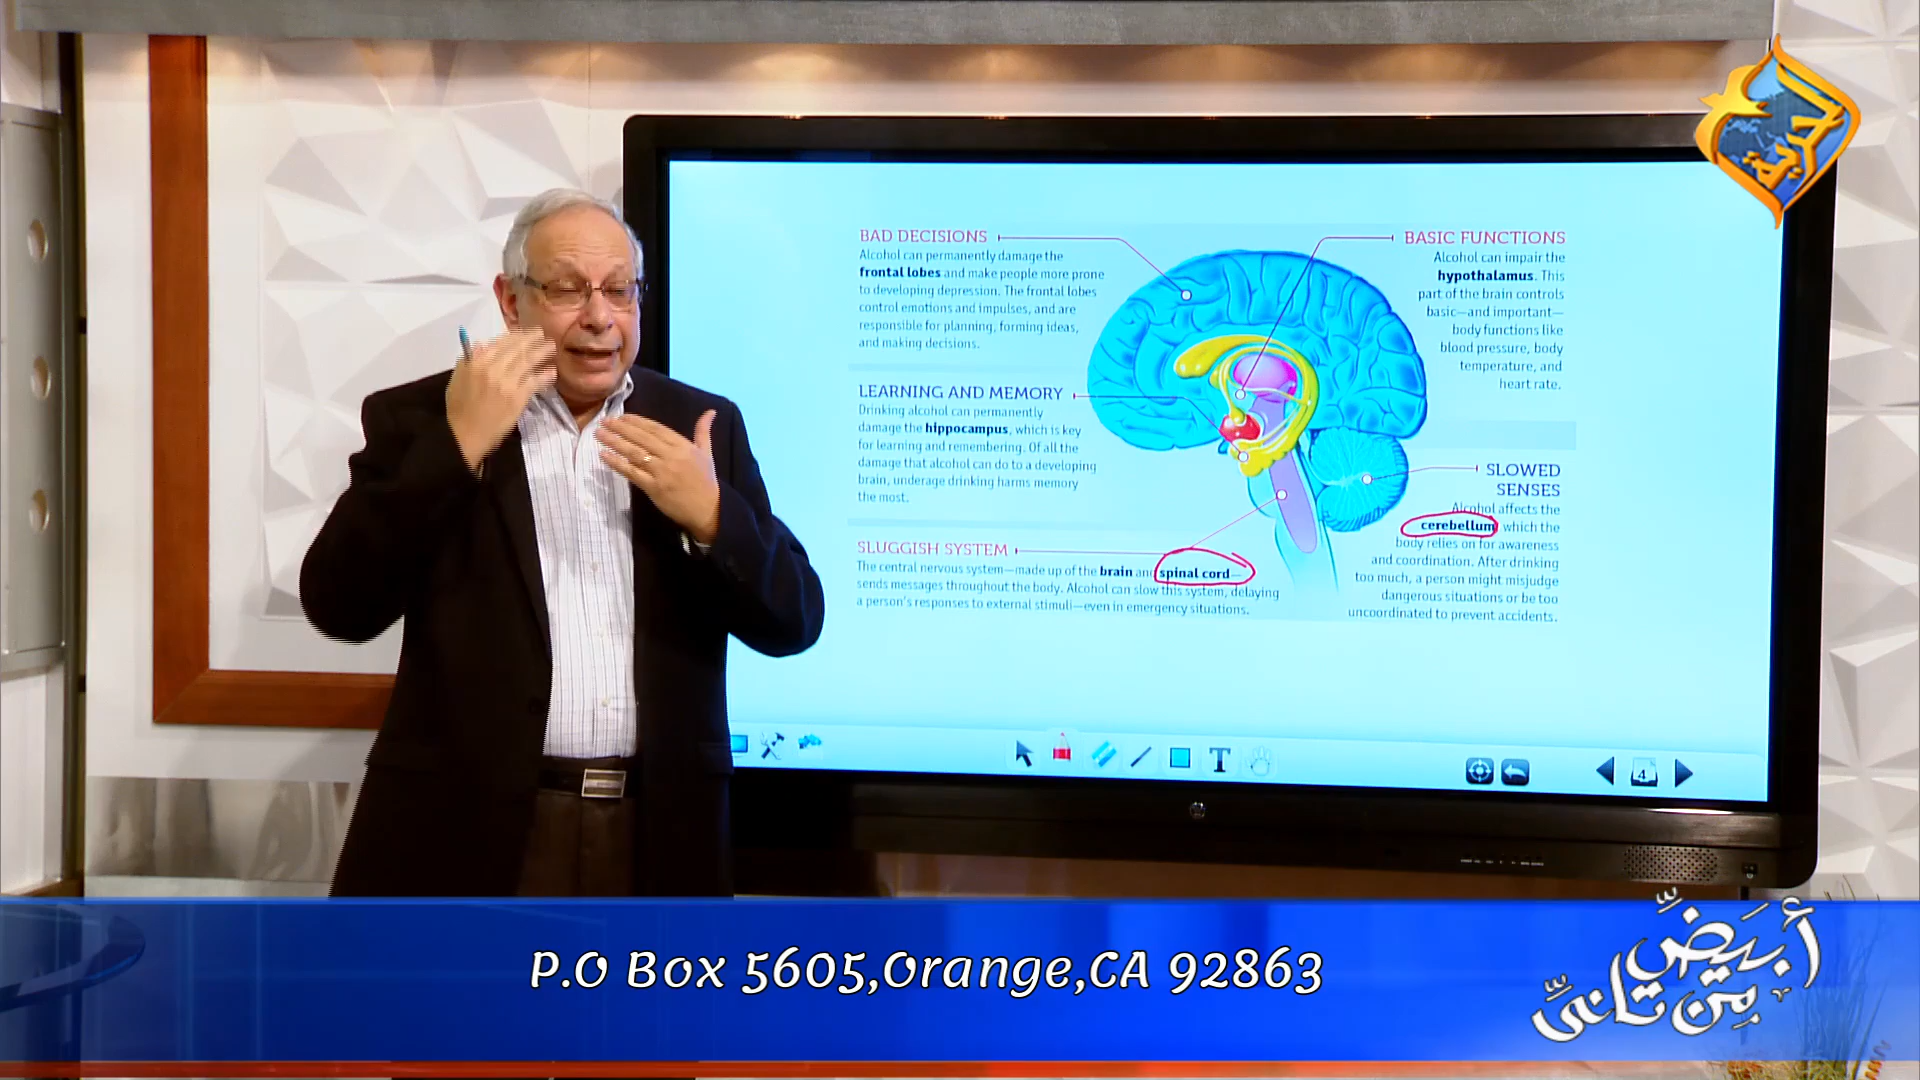 BAD DECISIONS
Alcohol can permanently damage the
frontal lobes and make people more prone
to developing depression. The frontal lobes
control emotions and impulses, and are
responsible for planning, forming ideas,
and making decisions.
LEARNING AND MEMORY
Drinking alcohol can permanently
damage the hippocampus, which is key
for learning and remembering. Of all the
damage that alcohol can do to a developing
brain, underage drinking harms memory
the most.
SLUGGISH SYSTEM
The central nervous system—made up of the brain and spinal cord—
sends messages throughout the body. Alcohol can slow this system, delaying
a person's responses to external stimuli—even in emergency situations.
BASIC FUNCTIONS
Alcohol can impair the
hypothalamus. This
part of the brain controls
basic—and important—
body functions like
blood pressure, body
temperature, and
heart rate.
SLOWED
SENSES
Alcohol affects the
cerebellum, which the
body relies on for awareness
and coordination. After drinking
too much, a person might misjudge
dangerous situations or be too
uncoordinated to prevent accidents.
T
4
الحرية
P.O Box 5605,Orange,CA 92863
أبيَضّ
مِن تانىّ